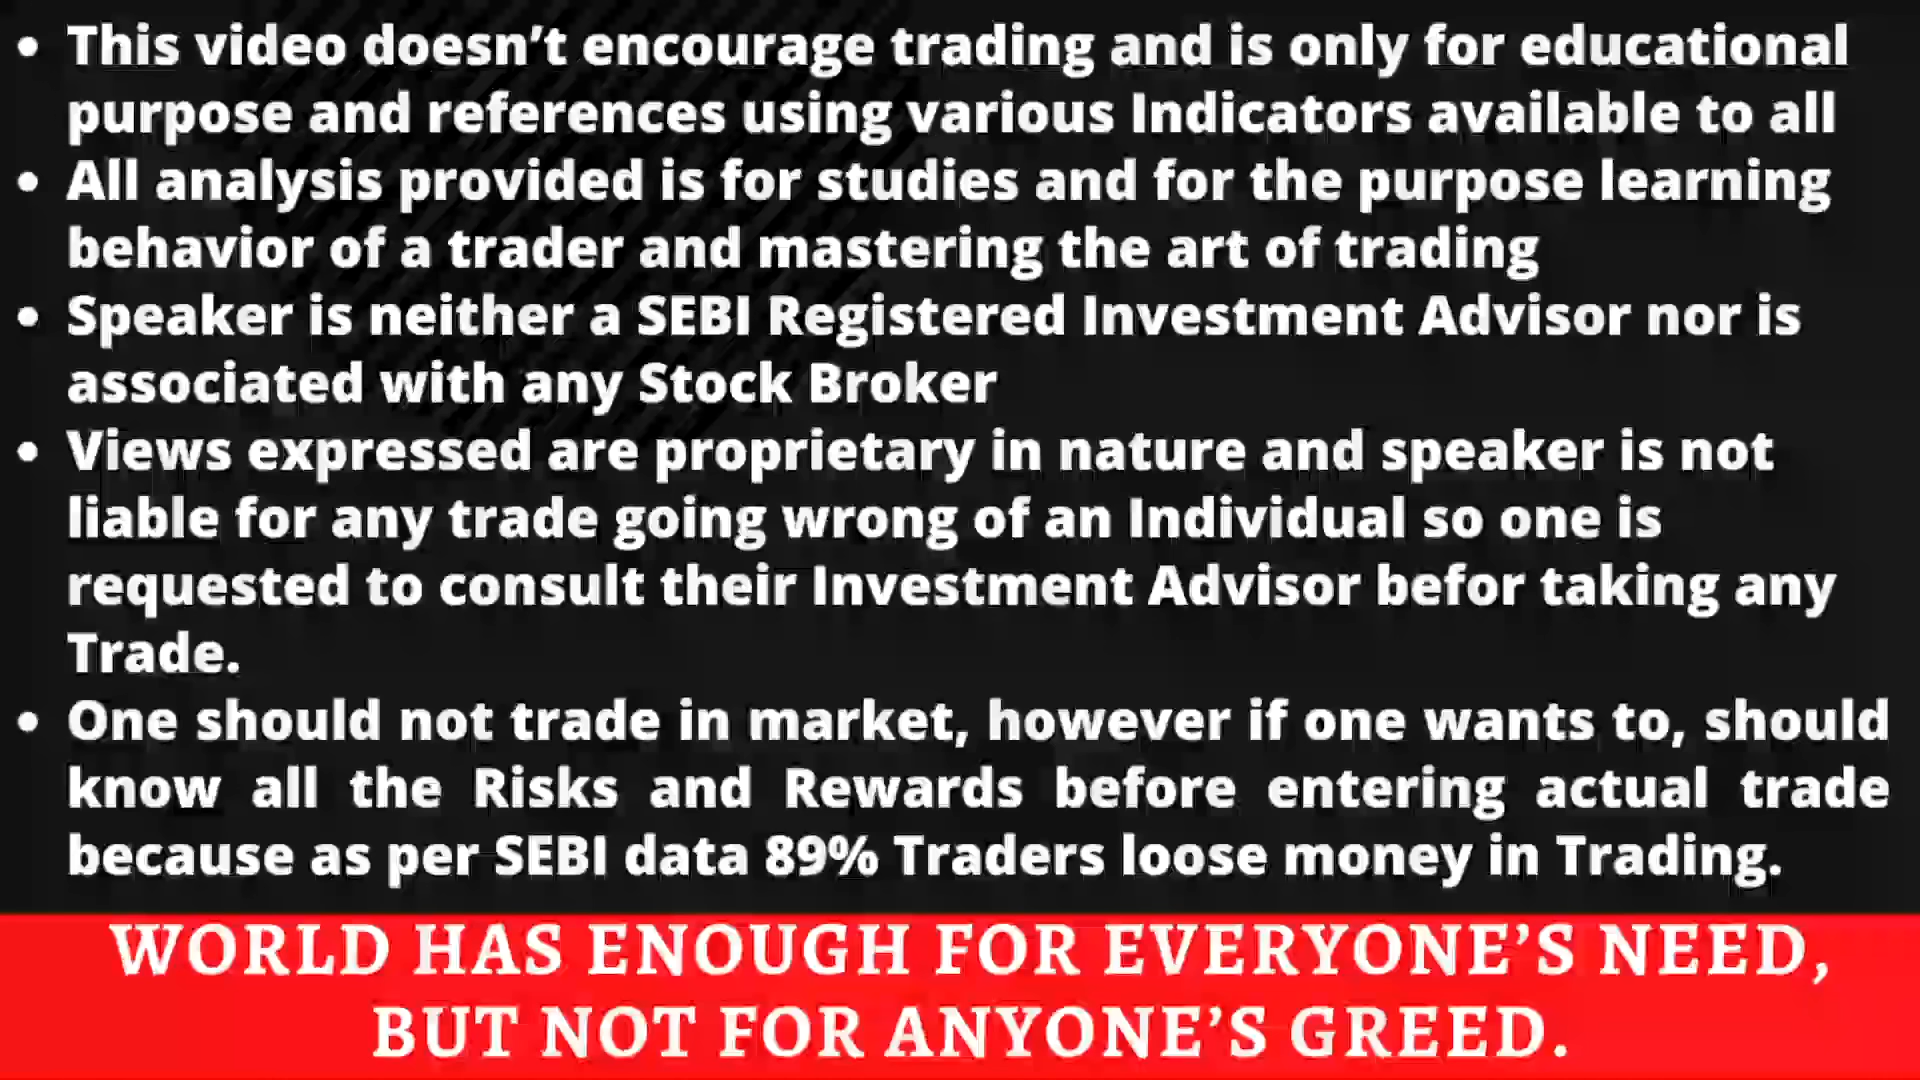 • This video doesn’t encourage trading and is only for educational
purpose and references using various Indicators available to all
• All analysis provided is for studies and for the purpose learning
behavior of a trader and mastering the art of trading
• Speaker is neither a SEBI Registered Investment Advisor nor is
associated with any Stock Broker
• Views expressed are proprietary in nature and speaker is not
liable for any trade going wrong of an Individual so one is
requested to consult their Investment Advisor befor taking any
Trade.
• One should not trade in market, however if one wants to, should
know all the Risks and Rewards before entering actual trade
because as per SEBI data 89% Traders loose money in Trading.
WORLD HAS ENOUGH FOR EVERYONE’S NEED,
BUT NOT FOR ANYONE’S GREED.